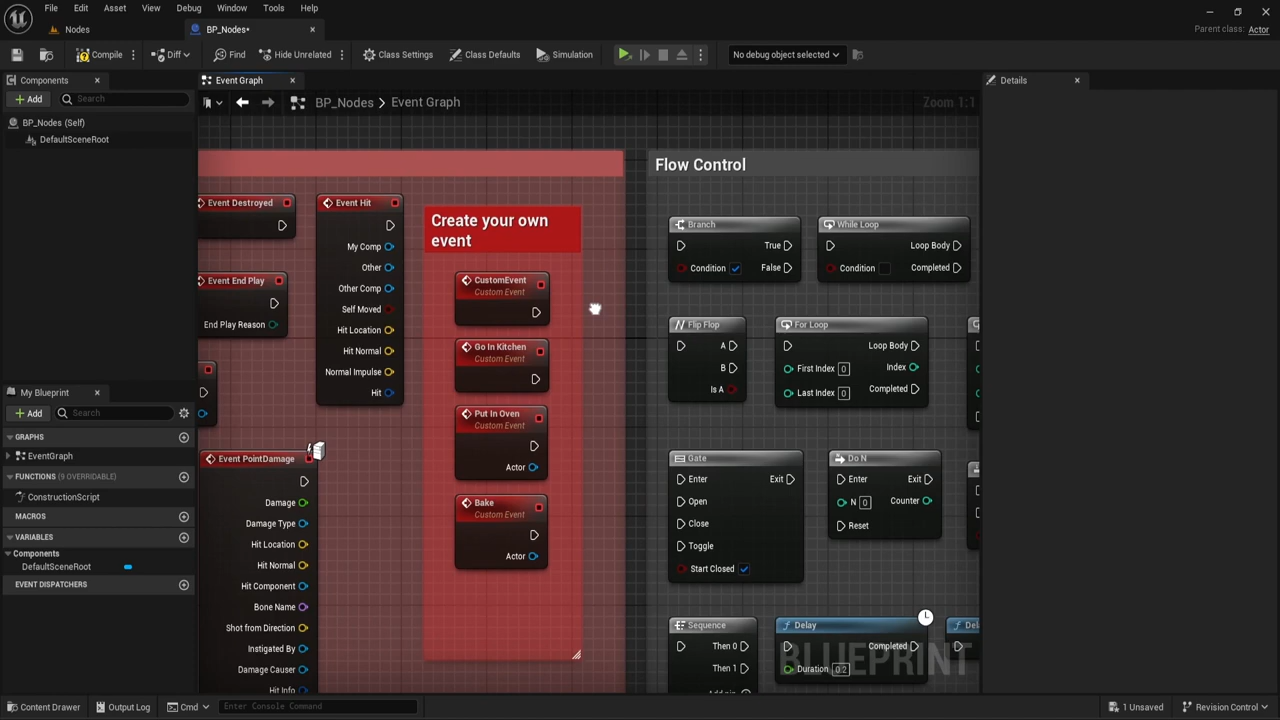 File Edit Asset View Debug Window Tools Help
Nodes
BP_Nodes*
Parent class: Actor
Compile
Diff
Find
Hide Unrelated
Class Settings
Class Defaults
Simulation
No debug object selected
Components
Event Graph
Details
+ Add
Search
BP_Nodes > Event Graph
Zoom 1:1
BP_Nodes (Self)
DefaultSceneRoot
My Blueprint
+ Add
Search
GRAPHS
EventGraph
FUNCTIONS (9 OVERRIDABLE)
ConstructionScript
MACROS
VARIABLES
Components
DefaultSceneRoot
EVENT DISPATCHERS
Event Destroyed
Event End Play
End Play Reason
Event PointDamage
Damage
Damage Type
Hit Location
Hit Normal
Hit Component
Bone Name
Shot from Direction
Instigated By
Damage Causer
Hit Info
Event Hit
My Comp
Other
Other Comp
Self Moved
Hit Location
Hit Normal
Normal Impulse
Hit
Create your own
event
CustomEvent
Custom Event
Go In Kitchen
Custom Event
Put In Oven
Custom Event
Actor
Bake
Custom Event
Actor
Flow Control
Branch
True
Condition
False
While Loop
Loop Body
Condition
Completed
Flip Flop
A
B
Is A
For Loop
Loop Body
First Index 0
Index
Last Index 0
Completed
Gate
Enter
Exit
Open
Close
Toggle
Start Closed
Do N
Enter
Exit
N 0
Counter
Reset
Sequence
Then 0
Then 1
Add pin
Delay
Completed
Duration 0.2
BLUEPRINT
Content Drawer
Output Log
Cmd
Enter Console Command
1 Unsaved
Revision Control